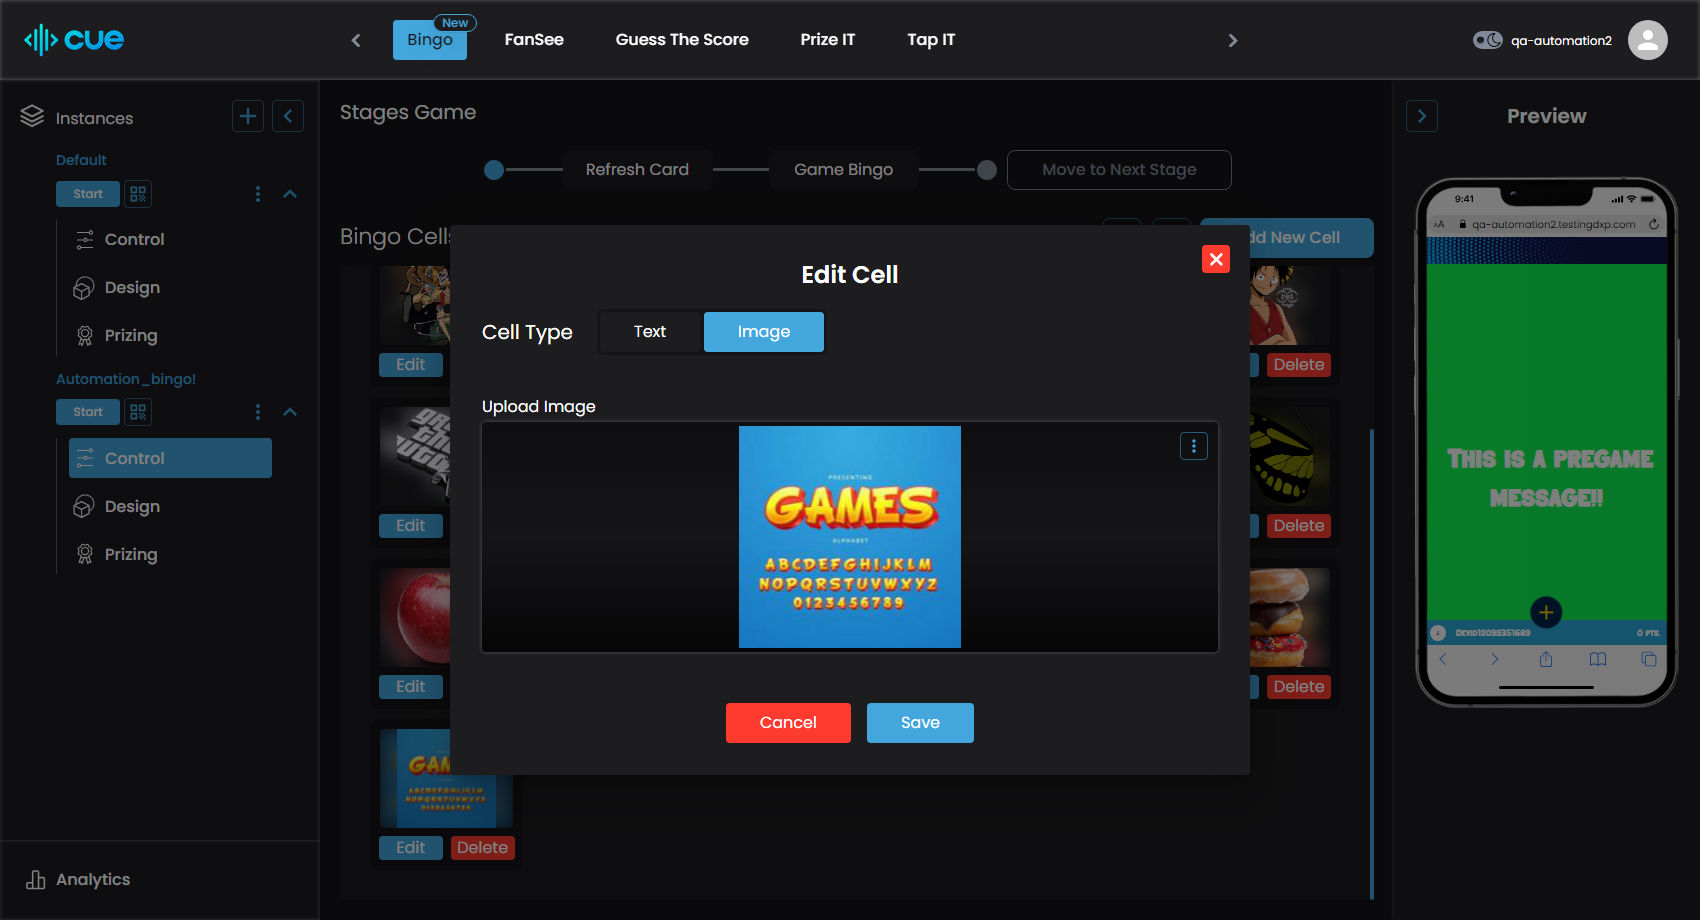 cue
Bingo
New
FanSee
Guess The Score
Prize IT
Tap IT
qa-automation2
Instances
Default
Start
Control
Design
Prizing
Automation_bingo!
Start
Control
Design
Prizing
Analytics
Stages Game
Refresh Card
Game Bingo
Move to Next Stage
Bingo Cells
dd New Cell
Edit
Delete
Edit
Delete
Edit
Delete
GAM
Edit
Delete
Edit Cell
Cell Type
Text
Image
Upload Image
PRESENTING
GAMES
ALPHABET
ABCDEFGHIJKLM
NOPQRSTUVWXYZ
0123456789
Cancel
Save
Preview
9:41
AA
qa-automation2.testingdxp.com
THIS IS A PREGAME
MESSAGE!!
DEVID12099351689
0 PTS.